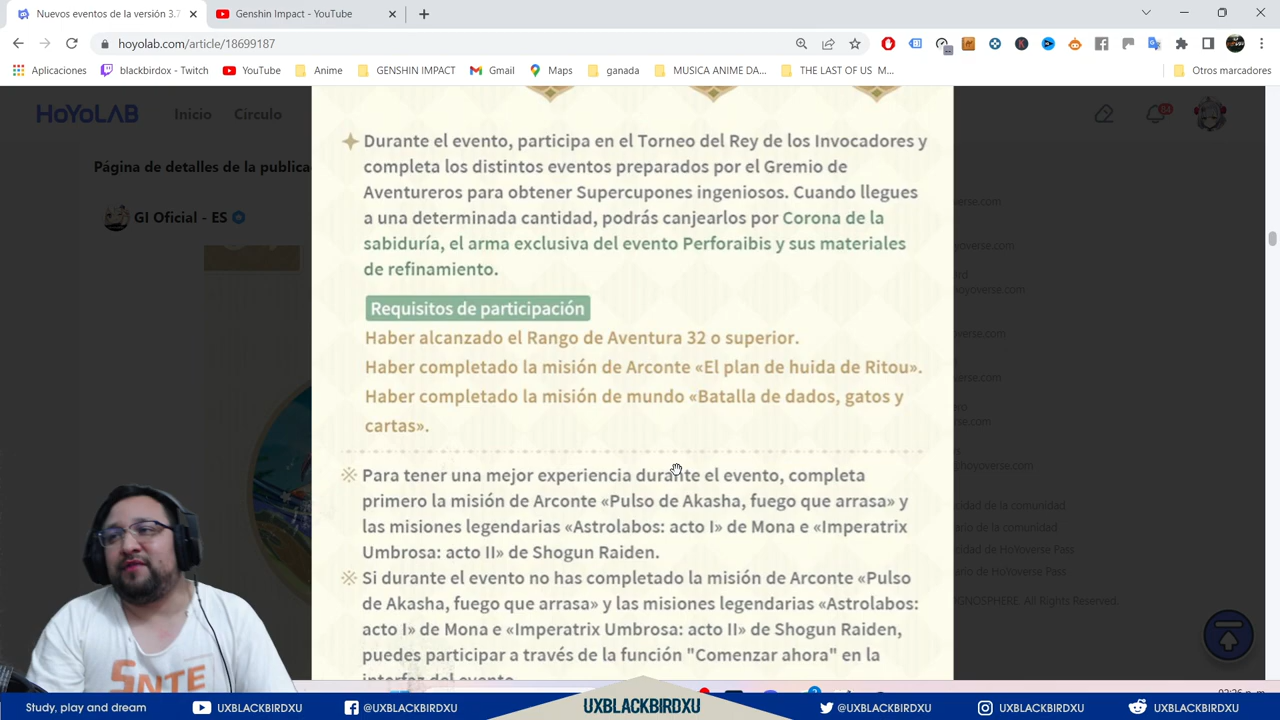 Nuevos eventos de la versión 3.7
Genshin Impact - YouTube
hoyolab.com/article/18699187
Aplicaciones
blackbirdox - Twitch
YouTube
Anime
GENSHIN IMPACT
Gmail
Maps
ganada
MUSICA ANIME DA...
THE LAST OF US M...
Otros marcadores
HoYoLAB
Inicio
Círculo
64
Página de detalles de la publica
GI Oficial - ES
Durante el evento, participa en el Torneo del Rey de los Invocadores y
completa los distintos eventos preparados por el Gremio de
Aventureros para obtener Supercupones ingeniosos. Cuando llegues
a una determinada cantidad, podrás canjearlos por Corona de la
sabiduría, el arma exclusiva del evento Perforaibis y sus materiales
de refinamiento.
Requisitos de participación
Haber alcanzado el Rango de Aventura 32 o superior.
Haber completado la misión de Arconte «El plan de huida de Ritou».
Haber completado la misión de mundo «Batalla de dados, gatos y
cartas».
※ Para tener una mejor experiencia durante el evento, completa
primero la misión de Arconte «Pulso de Akasha, fuego que arrasa» y
las misiones legendarias «Astrolabos: acto I» de Mona e «Imperatrix
Umbrosa: acto II» de Shogun Raiden.
※ Si durante el evento no has completado la misión de Arconte «Pulso
de Akasha, fuego que arrasa» y las misiones legendarias «Astrolabos:
acto I» de Mona e «Imperatrix Umbrosa: acto II» de Shogun Raiden,
puedes participar a través de la función "Comenzar ahora" en la
interfaz del evento.
se.com
yoverse.com
oyoverse.com
yoverse.com
se.com
se.com
@hoyoverse.com
cidad de la comunidad
rio de la comunidad
cidad de HoYoverse Pass
ario de HoYoverse Pass
GNOSPHERE. All Rights Reserved.
SNTE
Study, play and dream
UXBLACKBIRDXU
@UXBLACKBIRDXU
UXBLACKBIRDXU
@UXBLACKBIRDXU
UXBLACKBIRDXU
UXBLACKBIRDXU